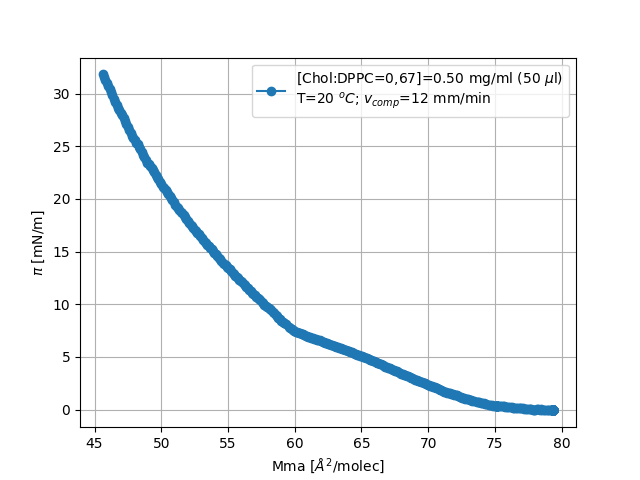 [Chol:DPPC=0,67]=0.50 mg/ml (50 μl)
T=20 °C; v_comp=12 mm/min
π [mN/m]
30
25
20
15
10
5
0
45 50 55 60 65 70 75 80
Mma [Å²/molec]